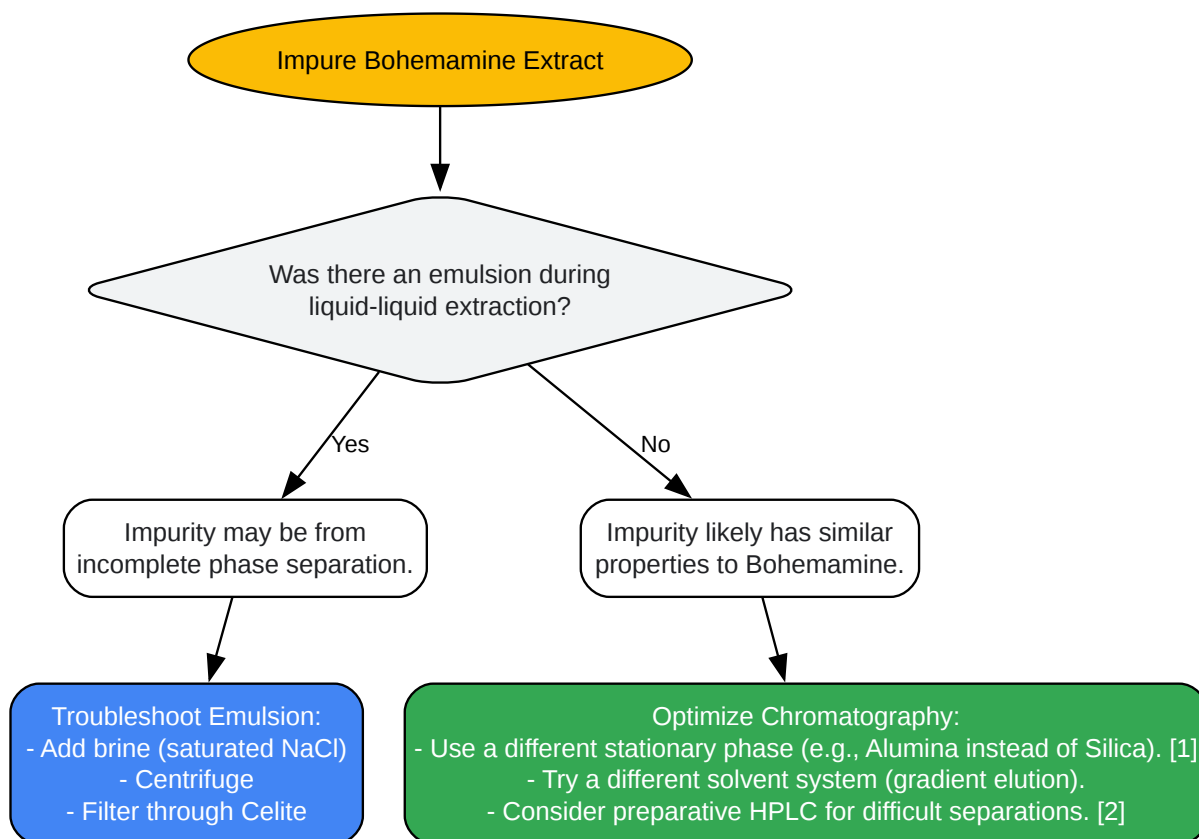 Impure Bohemamine Extract
Was there an emulsion during
liquid-liquid extraction?
Yes
No
Impurity may be from
incomplete phase separation.
Impurity likely has similar
properties to Bohemamine.
Troubleshoot Emulsion:
- Add brine (saturated NaCl)
- Centrifuge
- Filter through Celite
Optimize Chromatography:
- Use a different stationary phase (e.g., Alumina instead of Silica). [1]
- Try a different solvent system (gradient elution).
- Consider preparative HPLC for difficult separations. [2]